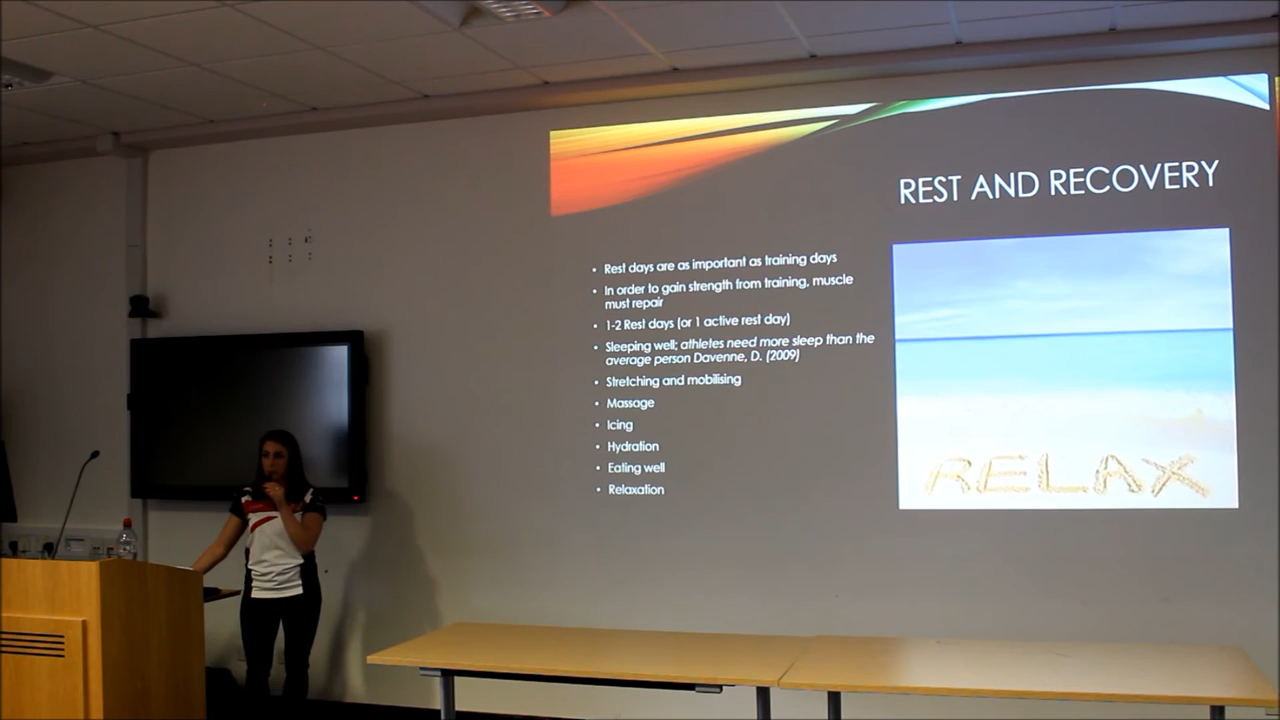 REST AND RECOVERY
• Rest days are as important as training days
• In order to gain strength from training, muscle
must repair
• 1-2 Rest days (or 1 active rest day)
• Sleeping well; athletes need more sleep than the
average person Davenne, D. (2009)
• Stretching and mobilising
• Massage
• Icing
• Hydration
• Eating well
• Relaxation
RELAX